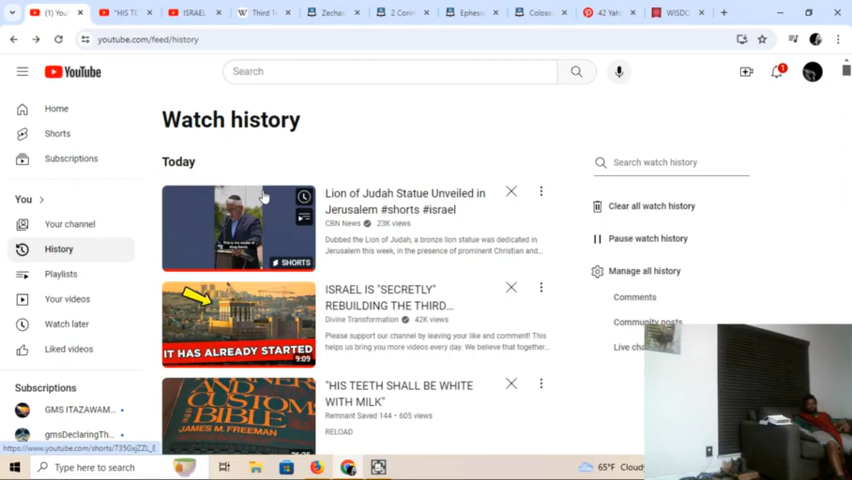 (1) You
"HIS TE
ISRAEL
Third T
Zecha
2 Corin
Ephesi
Coloss
42 Yah
WISDO
youtube.com/feed/history
YouTube
Search
1
Home
Shorts
Subscriptions
You
Your channel
History
Playlists
Your videos
Watch later
Liked videos
Subscriptions
GMS ITAZAWAM...
gmsDeclaringTh...
Watch history
Today
SHORTS
Lion of Judah Statue Unveiled in
Jerusalem #shorts #israel
CBN News 23K views
Dubbed the Lion of Judah, a bronze lion statue was dedicated in
Jerusalem this week, in the presence of prominent Christian and...
IT HAS ALREADY STARTED
9:09
ISRAEL IS "SECRETLY"
REBUILDING THE THIRD...
Divine Transformation 42K views
Please support our channel by leaving your like and comment! This
helps us bring you more videos every day. We believe that together...
AND
CUSTOMS
BIBLE
JAMES M. FREEMAN
"HIS TEETH SHALL BE WHITE
WITH MILK"
Remnant Saved 144 • 605 views
RELOAD
Search watch history
Clear all watch history
Pause watch history
Manage all history
Comments
Community posts
Live cha
https://www.youtube.com/shorts/735GxjZZL_E
Type here to search
65°F Cloudy